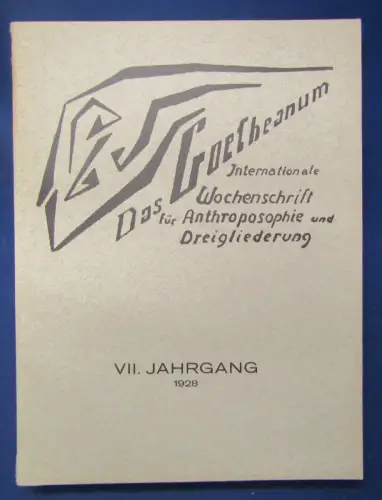 Das Goetheanum
Internationale
Wochenschrift
für Anthroposophie und
Dreigliederung
VII. JAHRGANG
1928